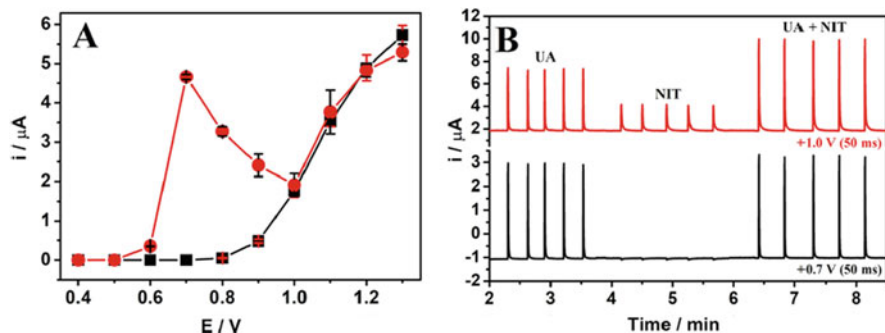 A
i / µA
6
5
4
3
2
1
0
0.4 0.6 0.8 1.0 1.2
E / V
B
i / µA
12
10
8
6
4
2
3
2
1
0
-1
-2
UA
NIT
UA + NIT
+1.0 V (50 ms)
+0.7 V (50 ms)
2 3 4 5 6 7 8
Time / min